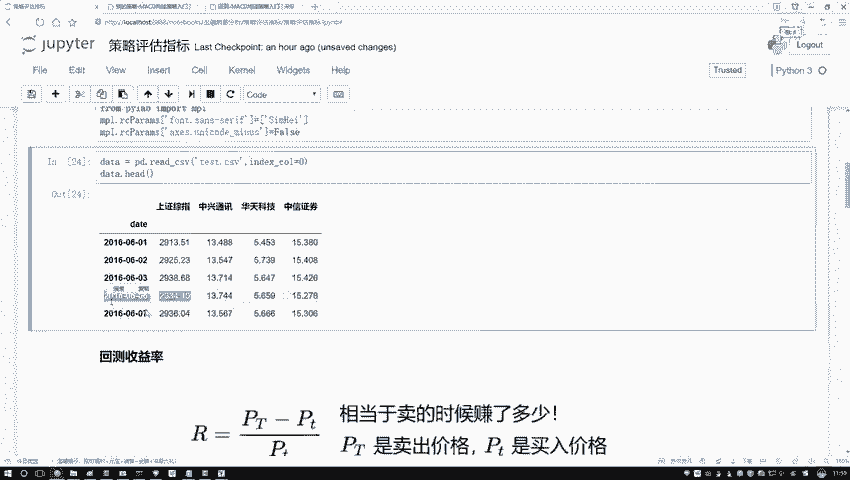 策略评估指标
jupyter 策略评估指标 Last Checkpoint: an hour ago (unsaved changes)
Logout
File Edit View Insert Cell Kernel Widgets Help
Trusted
Python 3
Code
from pylab import mpl
mpl.rcParams['font.sans-serif']=['SimHei']
mpl.rcParams['axes.unicode_minus']=False
In [24]:
data = pd.read_csv('test.csv',index_col=0)
data.head()
Out[24]:
上证综指 中兴通讯 华天科技 中信证券
date
2016-06-01 2913.51 13.488 5.453 15.380
2016-06-02 2925.23 13.547 5.739 15.408
2016-06-03 2938.68 13.714 5.647 15.426
13.744 5.659 15.278
2016-06-07 2936.04 13.567 5.666 15.306
回测收益率
R = (P_T − P_t) / P_t
相当于卖的时候赚了多少!
P_T 是卖出价格, P_t 是买入价格